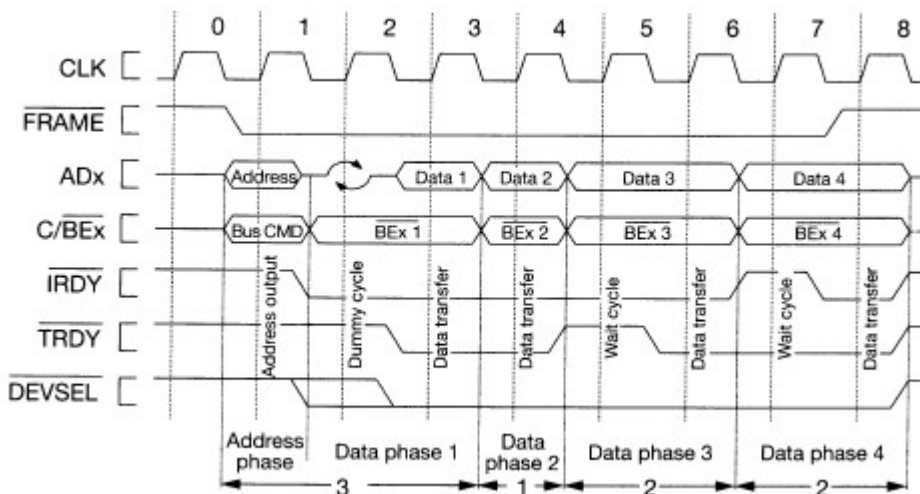 0 1 2 3 4 5 6 7 8
CLK
FRAME
ADx Address Data 1 Data 2 Data 3 Data 4
C/BEx Bus CMD BEx 1 BEx 2 BEx 3 BEx 4
IRDY
TRDY
DEVSEL
Address output
Dummy cycle
Data transfer
Data transfer
Wait cycle
Data transfer
Wait cycle
Data transfer
Address
phase
Data phase 1
Data
phase 2
Data phase 3
Data phase 4
3 1 2 2